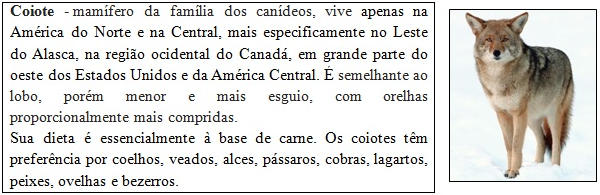 Coiote - mamífero da família dos canídeos, vive apenas na
América do Norte e na Central, mais especificamente no Leste
do Alasca, na região ocidental do Canadá, em grande parte do
oeste dos Estados Unidos e da América Central. É semelhante ao
lobo, porém menor e mais esguio, com orelhas
proporcionalmente mais compridas.
Sua dieta é essencialmente à base de carne. Os coiotes têm
preferência por coelhos, veados, alces, pássaros, cobras, lagartos,
peixes, ovelhas e bezerros.